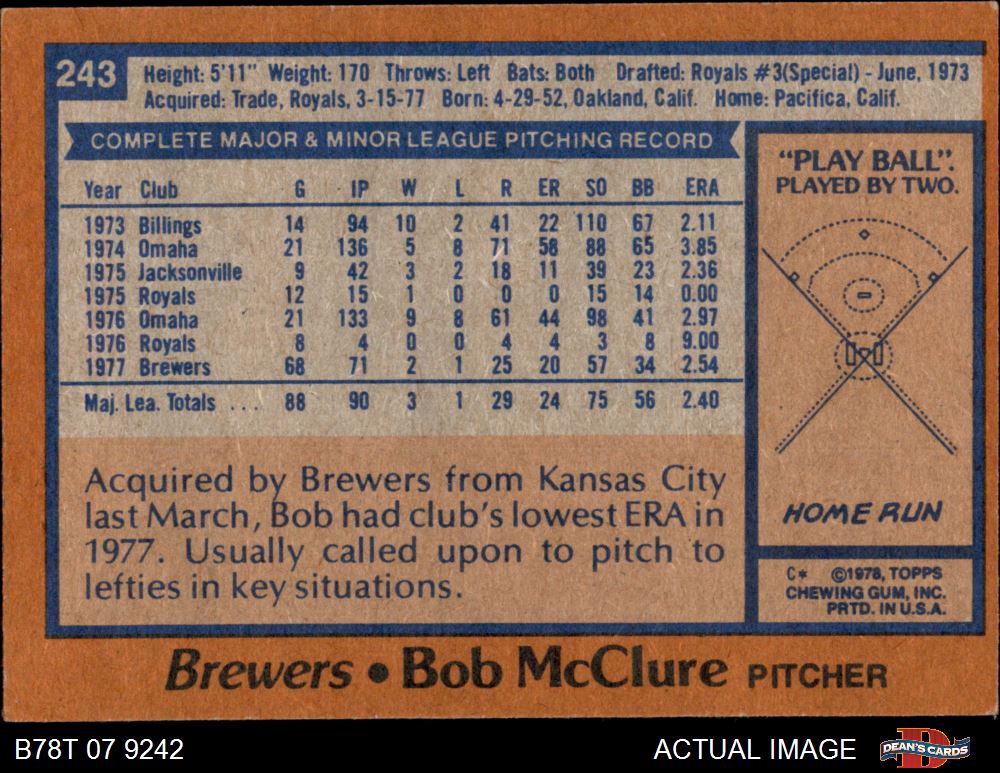 243
Height: 5'11" Weight: 170 Throws: Left Bats: Both Drafted: Royals #3(Special) - June, 1973
Acquired: Trade, Royals, 3-15-77 Born: 4-29-52, Oakland, Calif. Home: Pacifica, Calif.
COMPLETE MAJOR & MINOR LEAGUE PITCHING RECORD
Year Club G IP W L R ER SO BB ERA
1973 Billings 14 94 10 2 41 22 110 67 2.11
1974 Omaha 21 136 5 8 71 58 88 65 3.85
1975 Jacksonville 9 42 3 2 18 11 39 23 2.36
1975 Royals 12 15 1 0 0 0 15 14 0.00
1976 Omaha 21 133 9 8 61 44 98 41 2.97
1976 Royals 8 4 0 0 4 4 3 8 9.00
1977 Brewers 68 71 2 1 25 20 57 34 2.54
Maj. Lea. Totals ... 88 90 3 1 29 24 75 56 2.40
Acquired by Brewers from Kansas City
last March, Bob had club's lowest ERA in
1977. Usually called upon to pitch to
lefties in key situations.
"PLAY BALL".
PLAYED BY TWO.
HOME RUN
C* ©1978, TOPPS
CHEWING GUM, INC.
PRTD. IN U.S.A.
Brewers • Bob McClure PITCHER
B78T 07 9242
ACTUAL IMAGE
DEAN'S CARDS